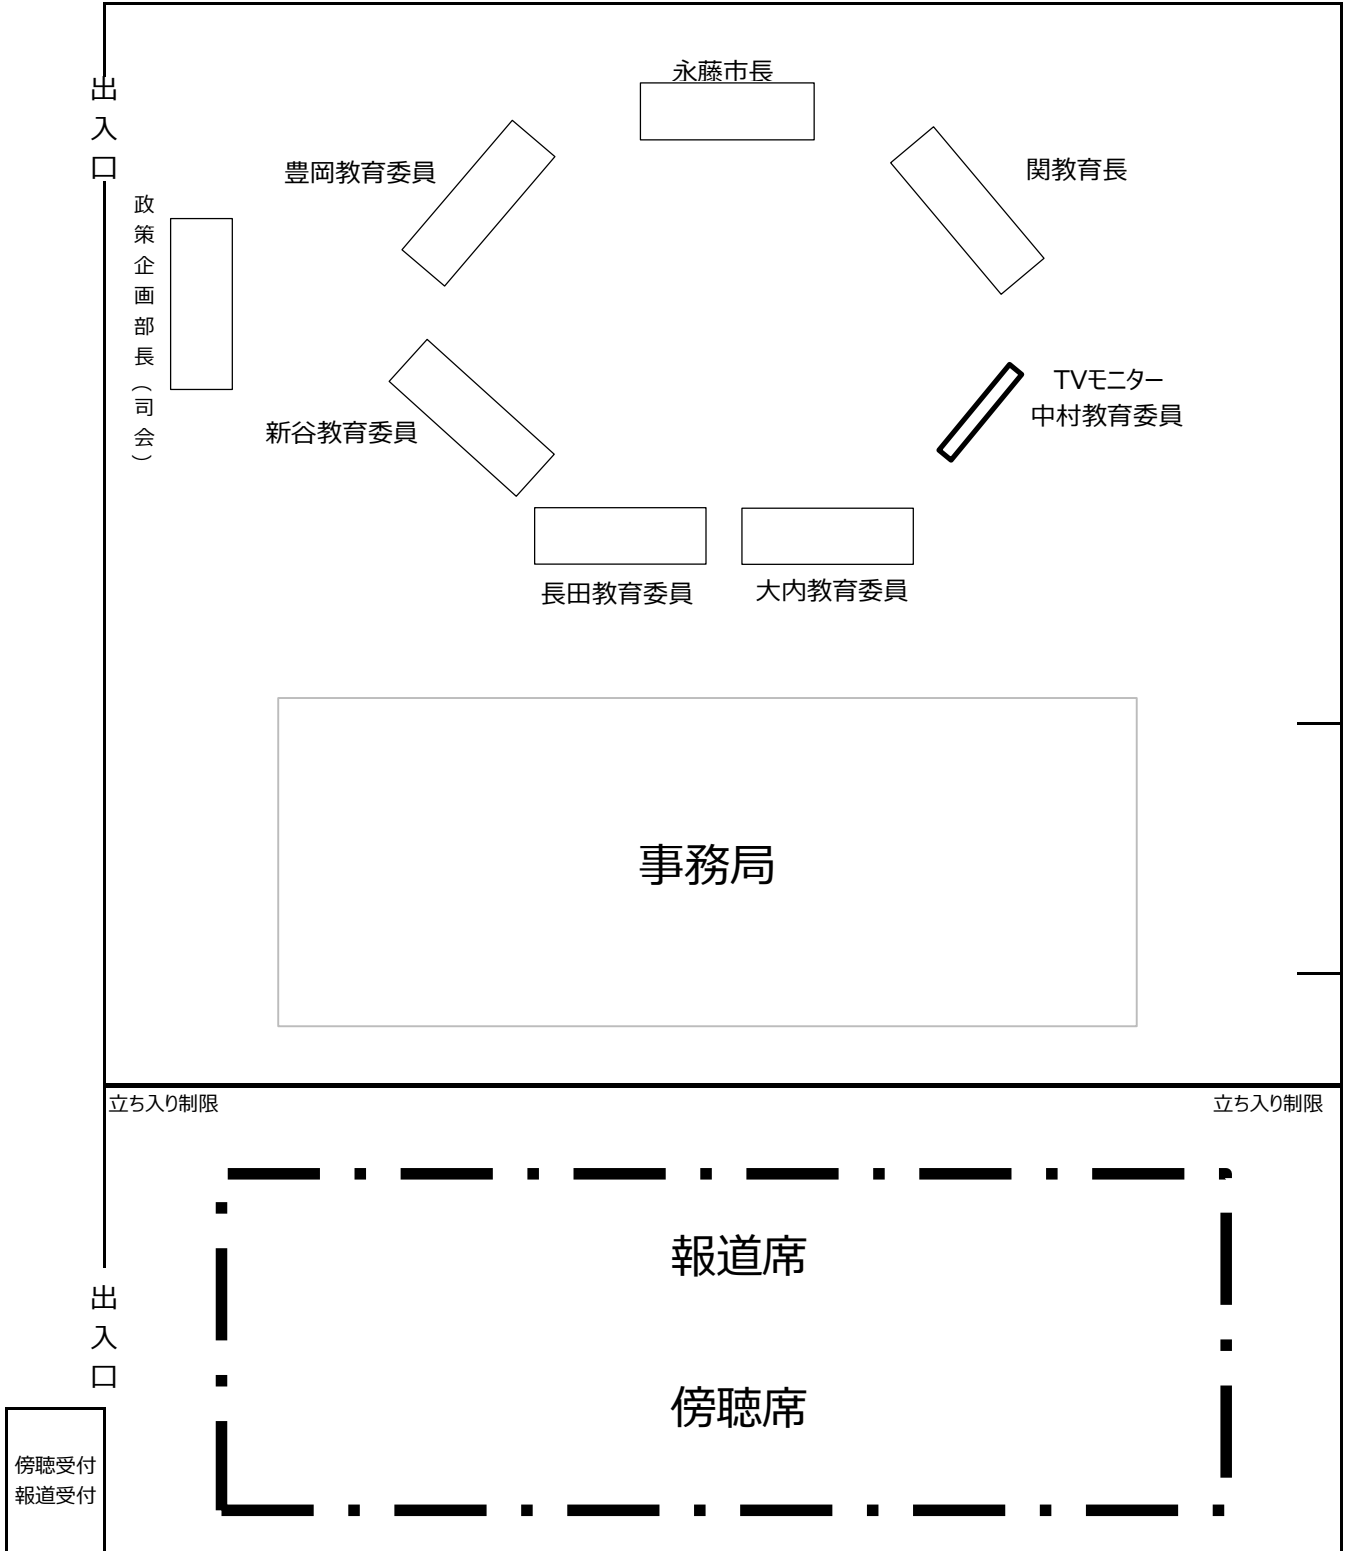 永藤市長
出入口
豊岡教育委員
関教育長
政策企画部長（司会）
TVモニター
中村教育委員
新谷教育委員
長田教育委員
大内教育委員
事務局
立ち入り制限
立ち入り制限
報道席
出入口
傍聴席
傍聴受付
報道受付